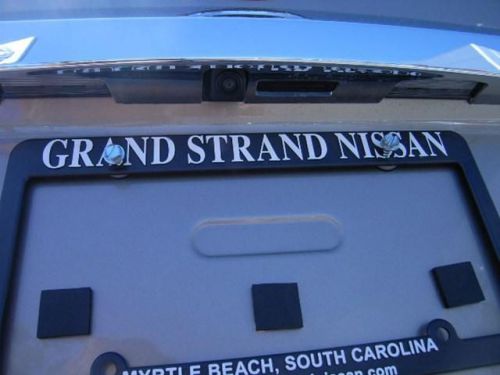 GRAND STRAND NISSAN
MYRTLE BEACH, SOUTH CAROLINA